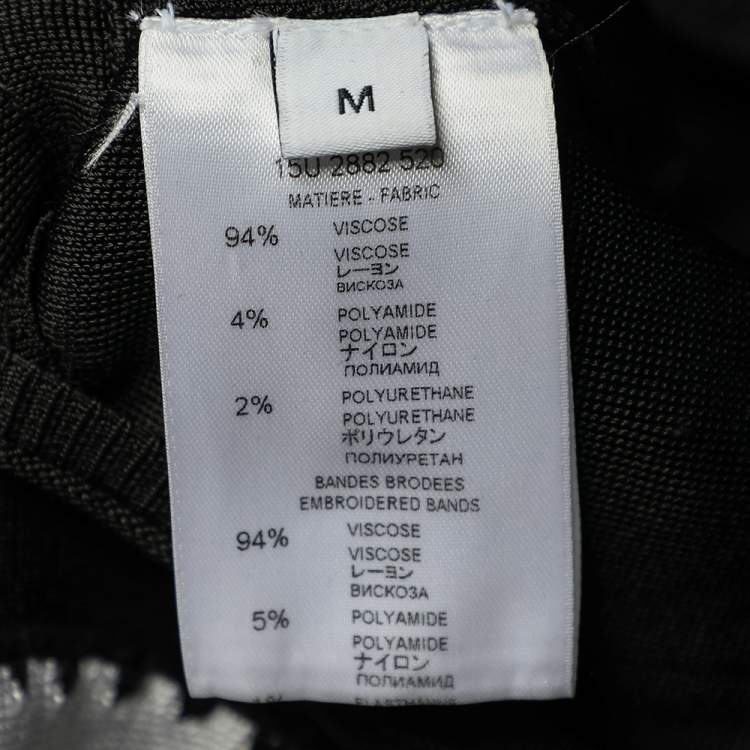 M
15U 2882 520
MATIERE - FABRIC
94% VISCOSE
VISCOSE
レーヨン
ВИСКОЗА
4% POLYAMIDE
POLYAMIDE
ナイロン
ПОЛИАМИД
2% POLYURETHANE
POLYURETHANE
ポリウレタン
ПОЛИУРЕТАН
BANDES BRODEES
EMBROIDERED BANDS
94% VISCOSE
VISCOSE
レーヨン
ВИСКОЗА
5% POLYAMIDE
POLYAMIDE
ナイロン
ПОЛИАМИД